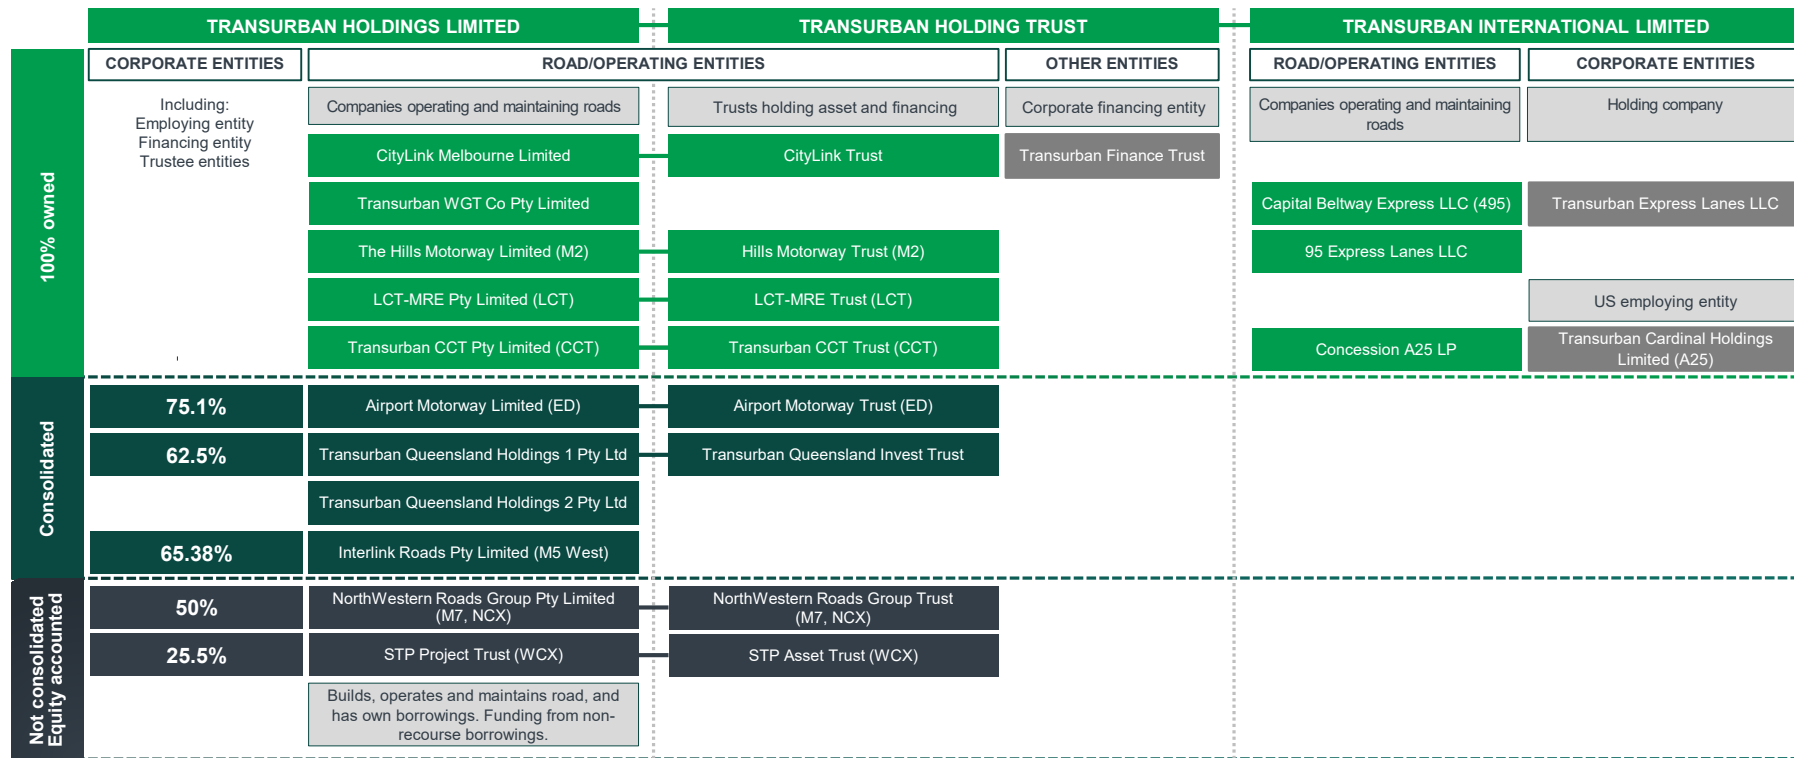 TRANSURBAN HOLDINGS LIMITED
TRANSURBAN HOLDING TRUST
TRANSURBAN INTERNATIONAL LIMITED
CORPORATE ENTITIES
ROAD/OPERATING ENTITIES
OTHER ENTITIES
ROAD/OPERATING ENTITIES
CORPORATE ENTITIES
100% owned
Including:
Employing entity
Financing entity
Trustee entities
Companies operating and maintaining roads
Trusts holding asset and financing
Corporate financing entity
Companies operating and maintaining
roads
Holding company
CityLink Melbourne Limited
CityLink Trust
Transurban Finance Trust
Transurban WGT Co Pty Limited
Capital Beltway Express LLC (495)
Transurban Express Lanes LLC
The Hills Motorway Limited (M2)
Hills Motorway Trust (M2)
95 Express Lanes LLC
LCT-MRE Pty Limited (LCT)
LCT-MRE Trust (LCT)
US employing entity
Transurban CCT Pty Limited (CCT)
Transurban CCT Trust (CCT)
Concession A25 LP
Transurban Cardinal Holdings
Limited (A25)
Consolidated
75.1%
Airport Motorway Limited (ED)
Airport Motorway Trust (ED)
62.5%
Transurban Queensland Holdings 1 Pty Ltd
Transurban Queensland Invest Trust
Transurban Queensland Holdings 2 Pty Ltd
65.38%
Interlink Roads Pty Limited (M5 West)
Not consolidated
Equity accounted
50%
NorthWestern Roads Group Pty Limited
(M7, NCX)
NorthWestern Roads Group Trust
(M7, NCX)
25.5%
STP Project Trust (WCX)
STP Asset Trust (WCX)
Builds, operates and maintains road, and
has own borrowings. Funding from non-
recourse borrowings.